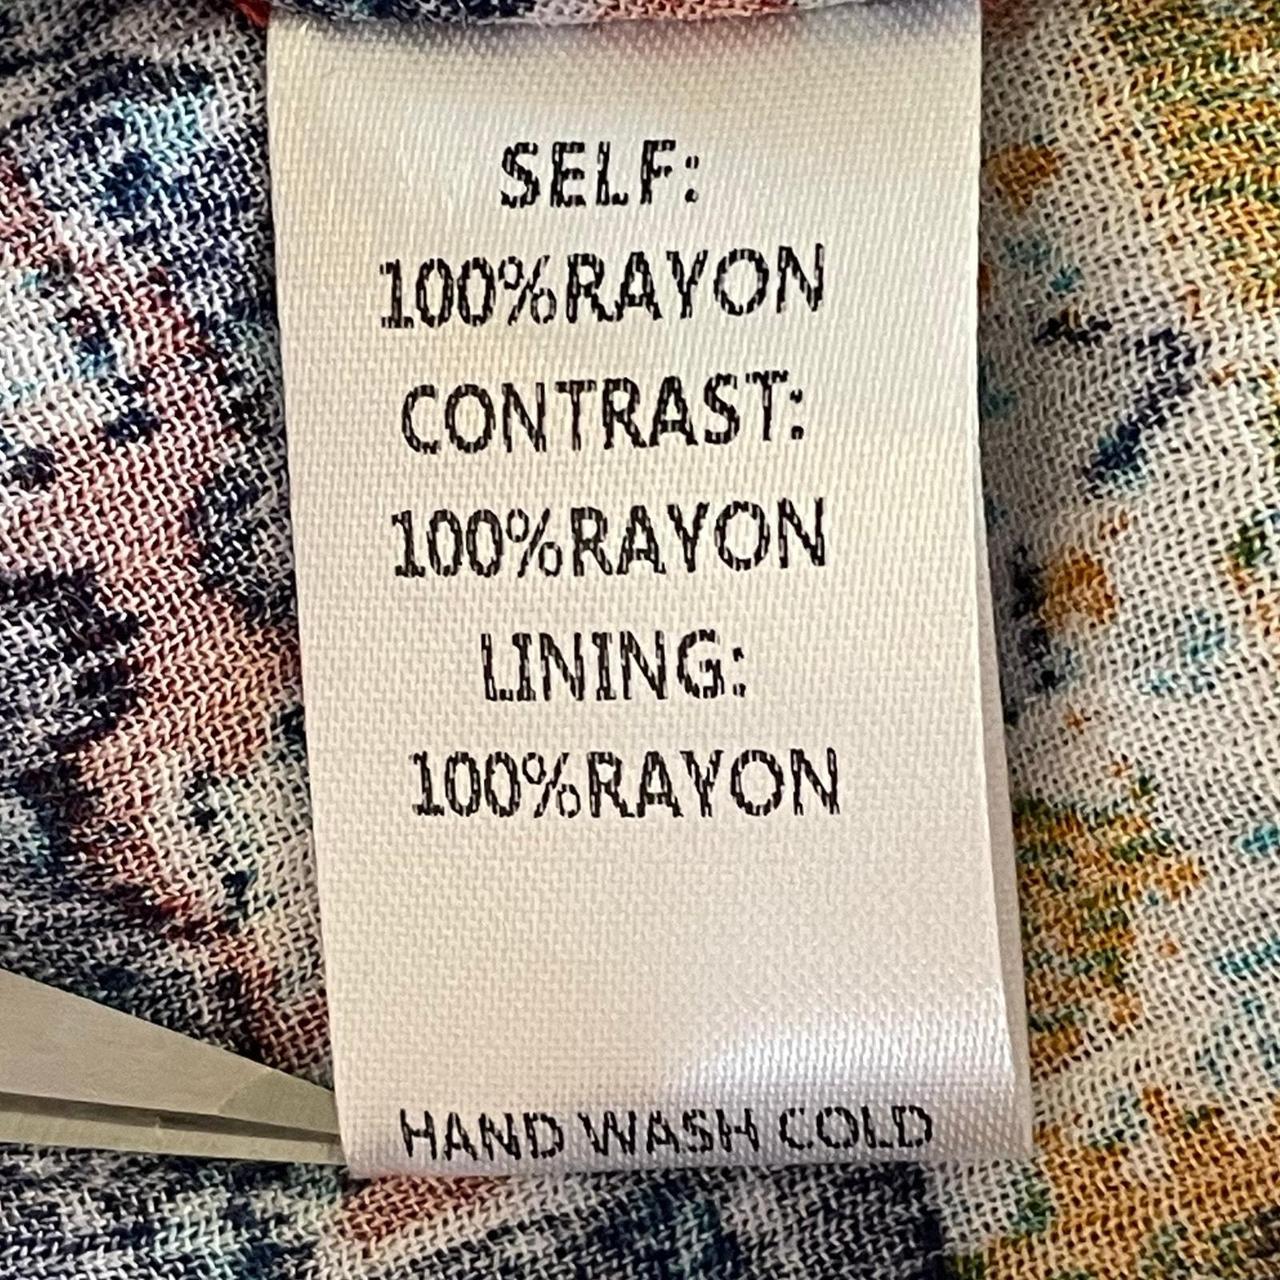 SELF:
100%RAYON
CONTRAST:
100%RAYON
LINING:
100%RAYON
HAND WASH COLD